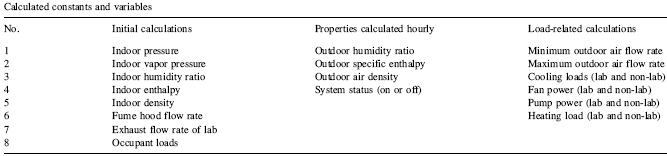 Calculated constants and variables
No. Initial calculations Properties calculated hourly Load-related calculations
1 Indoor pressure Outdoor humidity ratio Minimum outdoor air flow rate
2 Indoor vapor pressure Outdoor specific enthalpy Maximum outdoor air flow rate
3 Indoor humidity ratio Outdoor air density Cooling loads (lab and non-lab)
4 Indoor enthalpy System status (on or off) Fan power (lab and non-lab)
5 Indoor density Pump power (lab and non-lab)
6 Fume hood flow rate Heating load (lab and non-lab)
7 Exhaust flow rate of lab
8 Occupant loads